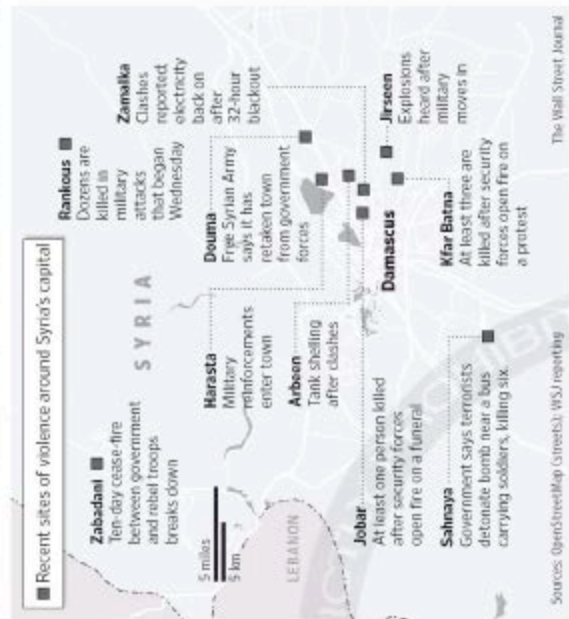 Recent sites of violence around Syria's capital
Zabadani
Ten-day cease-fire
between government
and rebel troops
breaks down
Rankous
Dozens are
killed in
military
attacks
that began
Wednesday
SYRIA
Zamalka
Clashes
reported;
electricity
back on
after
32-hour
blackout
Harasta
Military
reinforcements
enter town
Douma
Free Syrian Army
says it has
retaken town
from government
forces
5 miles
5 km
Arbeen
Tank shelling
after clashes
LEBANON
Jobar
At least one person killed
after security forces
open fire on a funeral
Damascus
Jirseen
Explosions
heard after
military
moves in
Sahnaya
Government says terrorists
detonate bomb near a bus
carrying soldiers, killing six.
Kfar Batna
At least three are
killed after security
forces open fire on
a protest
Sources: OpenStreetMap (streets); WSJ reporting
The Wall Street Journal